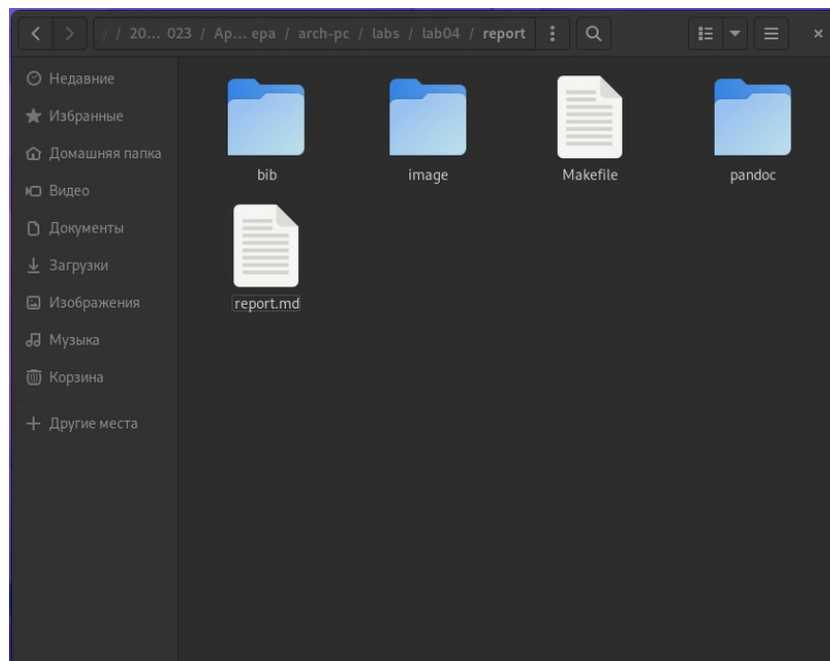 / 20... 023 / Ap... epa / arch-pc / labs / lab04 / report
Недавние
Избранные
Домашняя папка
Видео
Документы
Загрузки
Изображения
Музыка
Корзина
Другие места
bib
image
Makefile
pandoc
report.md